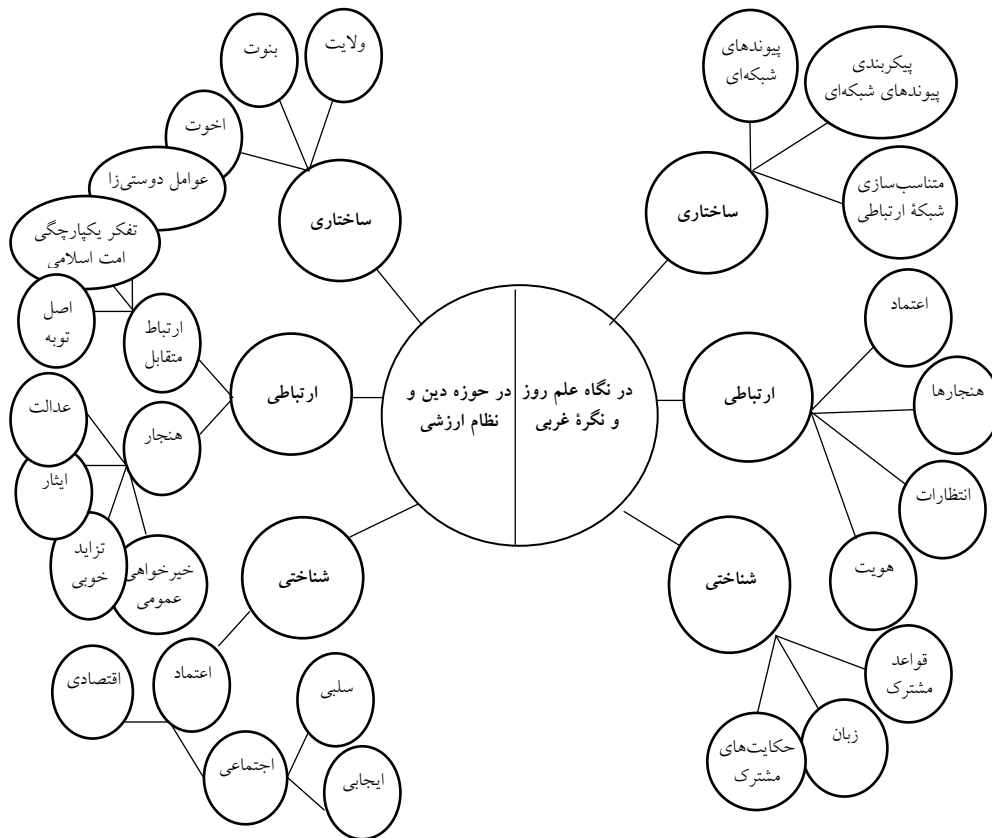 ولایت
بنوت
اخوت
عوامل دوستی‌زا
تفکر یکپارچگی
امت اسلامی
اصل
توبه
ساختاری
ارتباط
متقابل
ارتباطی
هنجار
عدالت
ایثار
تزاید
خوبی
خیرخواهی
عمومی
شناختی
اعتماد
اقتصادی
اجتماعی
سلبی
ایجابی
در حوزه دین و
نظام ارزشی
در نگاه علم روز
و نگرهٔ غربی
پیوندهای
شبکه‌ای
پیکربندی
پیوندهای شبکه‌ای
متناسب‌سازی
شبکهٔ ارتباطی
ساختاری
ارتباطی
اعتماد
هنجارها
انتظارات
هویت
شناختی
قواعد
مشترک
زبان
حکایت‌های
مشترک